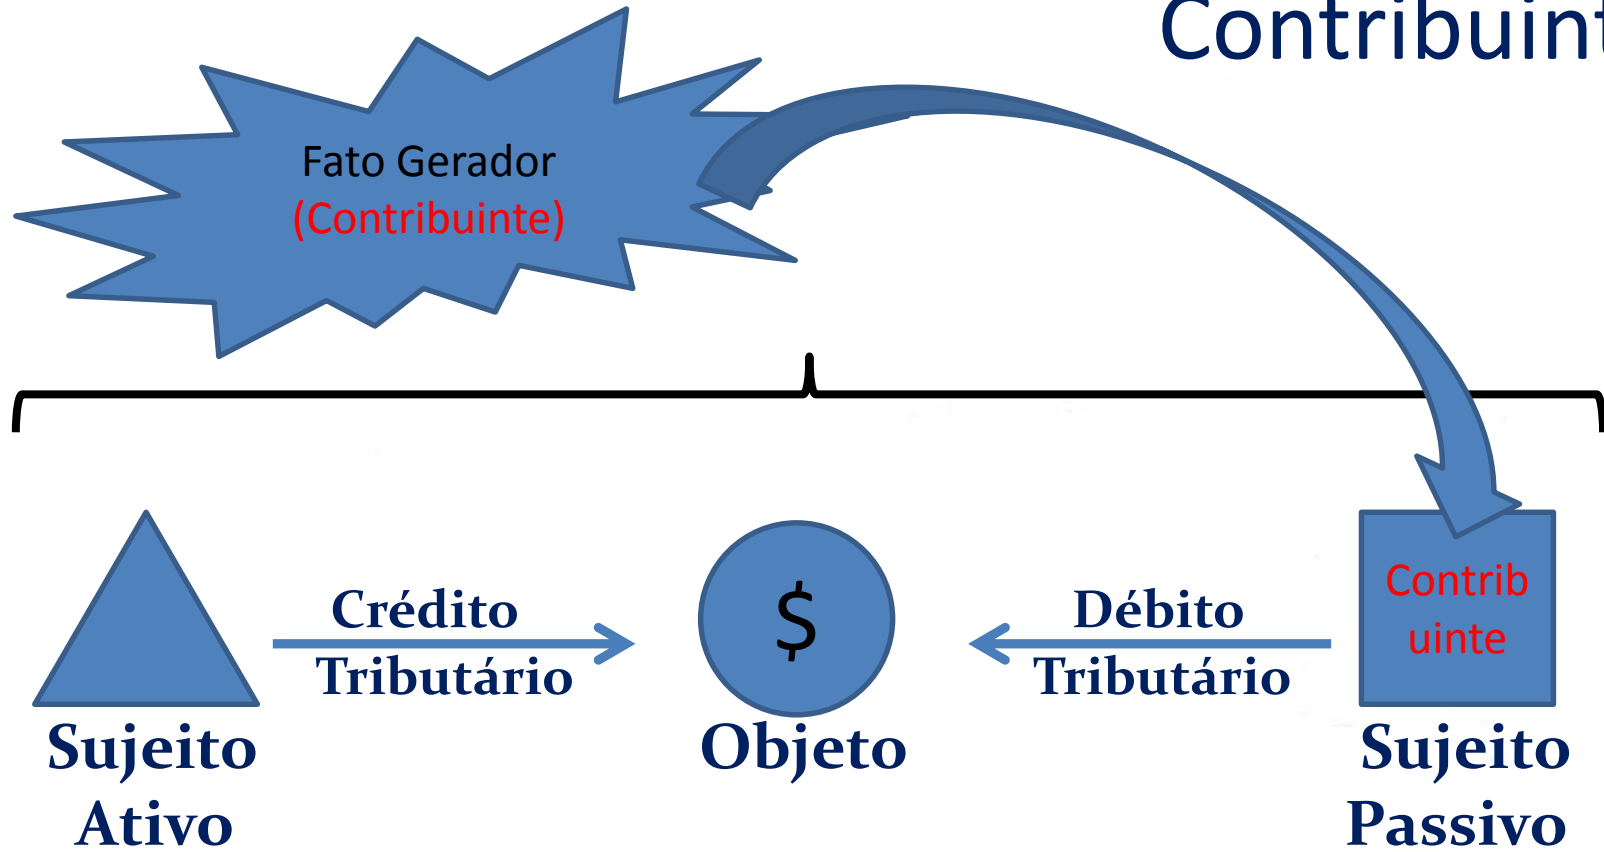 Contribuint
Fato Gerador
(Contribuinte)
Crédito
Tributário
$
Débito
Tributário
Contrib
uinte
Sujeito
Ativo
Objeto
Sujeito
Passivo